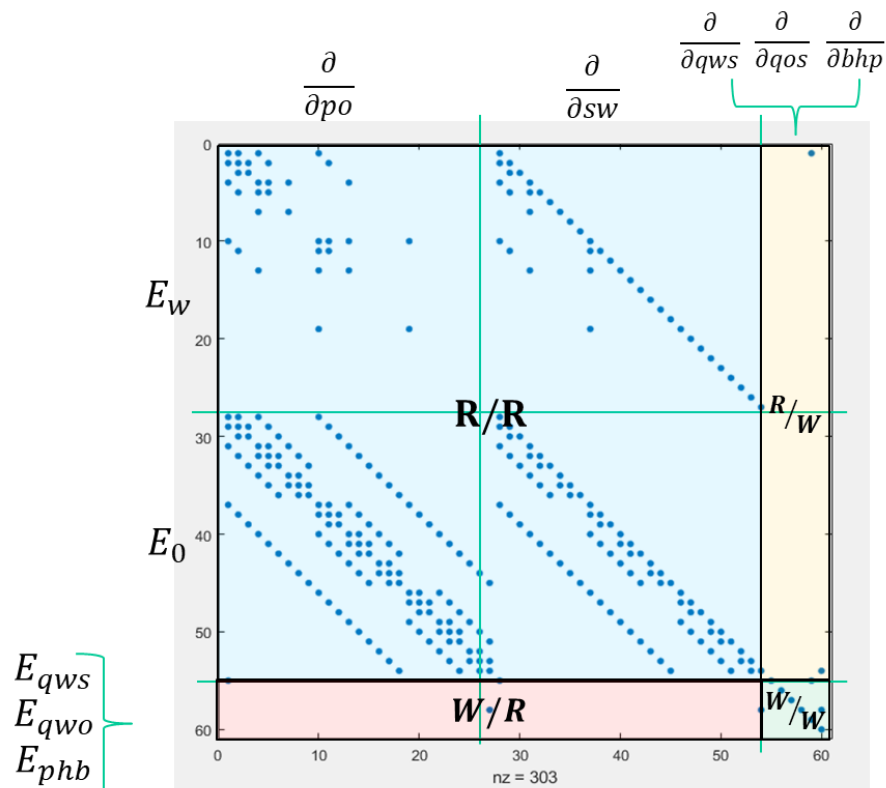 ∂/∂po
∂/∂sw
∂/∂qws ∂/∂qos ∂/∂bhp
0
10
20
30
40
50
60
E_w
E_0
E_qws
E_qwo
E_phb
R/R
R/W
W/R
W/W
0 10 20 30 40 50 60
nz = 303